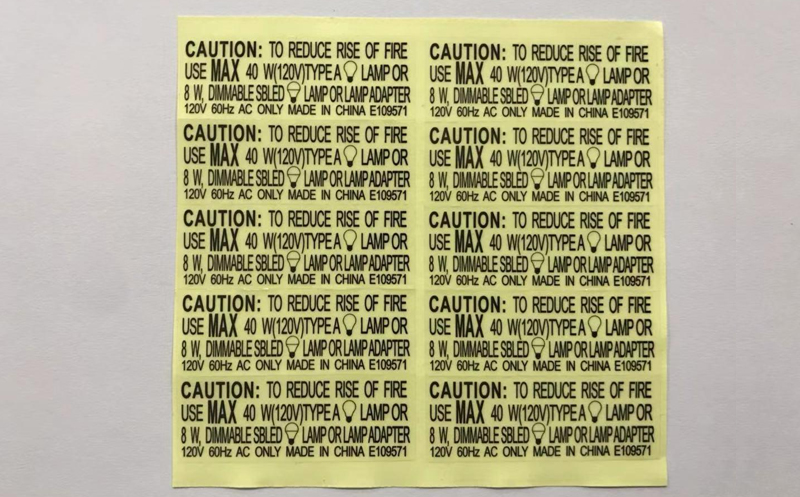 CAUTION: TO REDUCE RISE OF FIRE
USE MAX 40 W(120V)TYPE A LAMP OR
8 W, DIMMABLE SBLED LAMP OR LAMP ADAPTER
120V 60Hz AC ONLY MADE IN CHINA E109571
CAUTION: TO REDUCE RISE OF FIRE
USE MAX 40 W(120V)TYPE A LAMP OR
8 W, DIMMABLE SBLED LAMP OR LAMP ADAPTER
120V 60Hz AC ONLY MADE IN CHINA E109571
CAUTION: TO REDUCE RISE OF FIRE
USE MAX 40 W(120V)TYPE A LAMP OR
8 W, DIMMABLE SBLED LAMP OR LAMP ADAPTER
120V 60Hz AC ONLY MADE IN CHINA E109571
CAUTION: TO REDUCE RISE OF FIRE
USE MAX 40 W(120V)TYPE A LAMP OR
8 W, DIMMABLE SBLED LAMP OR LAMP ADAPTER
120V 60Hz AC ONLY MADE IN CHINA E109571
CAUTION: TO REDUCE RISE OF FIRE
USE MAX 40 W(120V)TYPE A LAMP OR
8 W, DIMMABLE SBLED LAMP OR LAMP ADAPTER
120V 60Hz AC ONLY MADE IN CHINA E109571
CAUTION: TO REDUCE RISE OF FIRE
USE MAX 40 W(120V)TYPE A LAMP OR
8 W, DIMMABLE SBLED LAMP OR LAMP ADAPTER
120V 60Hz AC ONLY MADE IN CHINA E109571
CAUTION: TO REDUCE RISE OF FIRE
USE MAX 40 W(120V)TYPE A LAMP OR
8 W, DIMMABLE SBLED LAMP OR LAMP ADAPTER
120V 60Hz AC ONLY MADE IN CHINA E109571
CAUTION: TO REDUCE RISE OF FIRE
USE MAX 40 W(120V)TYPE A LAMP OR
8 W, DIMMABLE SBLED LAMP OR LAMP ADAPTER
120V 60Hz AC ONLY MADE IN CHINA E109571
CAUTION: TO REDUCE RISE OF FIRE
USE MAX 40 W(120V)TYPE A LAMP OR
8 W, DIMMABLE SBLED LAMP OR LAMP ADAPTER
120V 60Hz AC ONLY MADE IN CHINA E109571
CAUTION: TO REDUCE RISE OF FIRE
USE MAX 40 W(120V)TYPE A LAMP OR
8 W, DIMMABLE SBLED LAMP OR LAMP ADAPTER
120V 60Hz AC ONLY MADE IN CHINA E109571